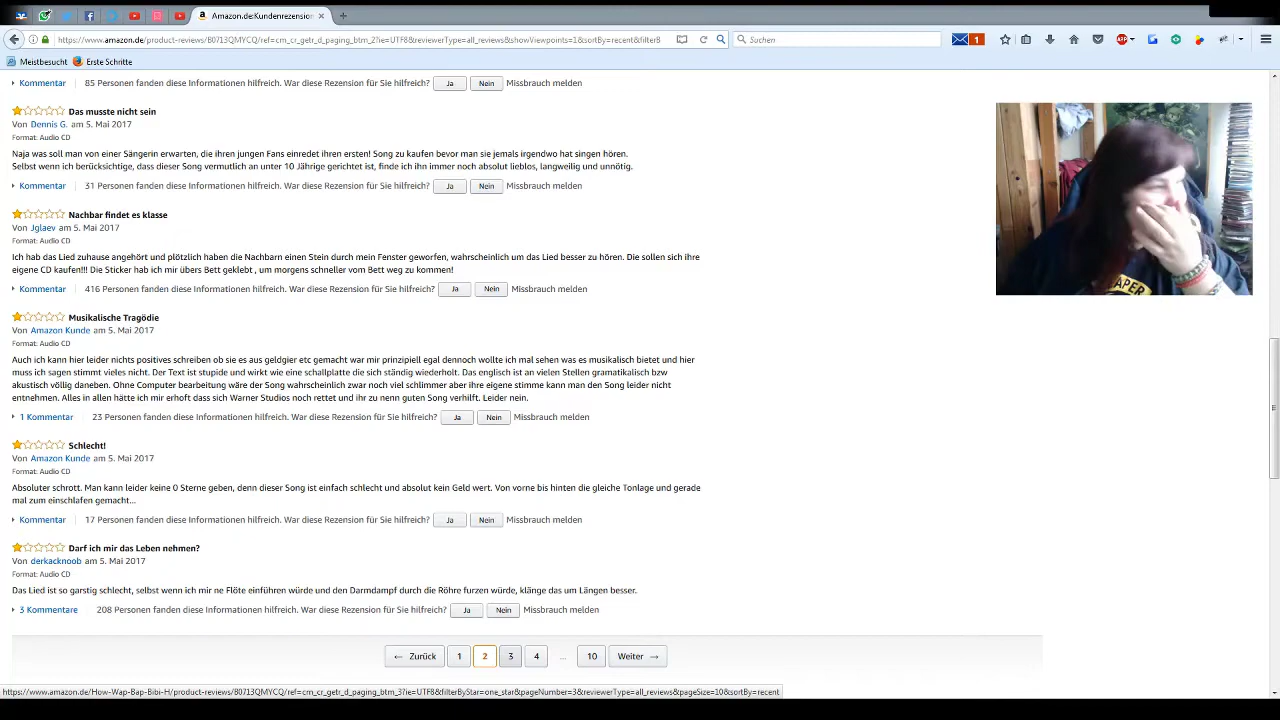 Amazon.de:Kundenrezension
https://www.amazon.de/product-reviews/B0713QMYCQ/ref=cm_cr_getr_d_paging_btm_2?ie=UTF8&reviewerType=all_reviews&showViewpoints=1&sortBy=recent&filterB
Suchen
1
ABP
Meistbesucht
Erste Schritte
Kommentar
85 Personen fanden diese Informationen hilfreich. War diese Rezension für Sie hilfreich?
Ja
Nein
Missbrauch melden
Das musste nicht sein
Von Dennis G. am 5. Mai 2017
Format: Audio CD
Naja was soll man von einer Sängerin erwarten, die ihren jungen Fans einredet ihren ersten! Song zu kaufen bevor man sie jemals irgendwo hat singen hören.
Selbst wenn ich berücksichtige, dass dieser Song vermutlich an unter 10 Jährige gerichtet ist, finde ich ihn immer noch absolut lieblos, langweilig und unnötig.
Kommentar
31 Personen fanden diese Informationen hilfreich. War diese Rezension für Sie hilfreich?
Ja
Nein
Missbrauch melden
Nachbar findet es klasse
Von Jglaev am 5. Mai 2017
Format: Audio CD
Ich hab das Lied zuhause angehört und plötzlich haben die Nachbarn einen Stein durch mein Fenster geworfen, wahrscheinlich um das Lied besser zu hören. Die sollen sich ihre
eigene CD kaufen!!! Die Sticker hab ich mir übers Bett geklebt , um morgens schneller vom Bett weg zu kommen!
Kommentar
416 Personen fanden diese Informationen hilfreich. War diese Rezension für Sie hilfreich?
Ja
Nein
Missbrauch melden
Musikalische Tragödie
Von Amazon Kunde am 5. Mai 2017
Format: Audio CD
Auch ich kann hier leider nichts positives schreiben ob sie es aus geldgier etc gemacht war mir prinzipiell egal dennoch wollte ich mal sehen was es musikalisch bietet und hier
muss ich sagen stimmt vieles nicht. Der Text ist stupide und wirkt wie eine schallplatte die sich ständig wiederholt. Das englisch ist an vielen Stellen gramatikalisch bzw
akustisch völlig daneben. Ohne Computer bearbeitung wäre der Song wahrscheinlich zwar noch viel schlimmer aber ihre eigene stimme kann man den Song leider nicht
entnehmen. Alles in allen hätte ich mir erhoft dass sich Warner Studios noch rettet und ihr zu nenn guten Song verhilft. Leider nein.
1 Kommentar
23 Personen fanden diese Informationen hilfreich. War diese Rezension für Sie hilfreich?
Ja
Nein
Missbrauch melden
Schlecht!
Von Amazon Kunde am 5. Mai 2017
Format: Audio CD
Absoluter schrott. Man kann leider keine 0 Sterne geben, denn dieser Song ist einfach schlecht und absolut kein Geld wert. Von vorne bis hinten die gleiche Tonlage und gerade
mal zum einschlafen gemacht...
Kommentar
17 Personen fanden diese Informationen hilfreich. War diese Rezension für Sie hilfreich?
Ja
Nein
Missbrauch melden
Darf ich mir das Leben nehmen?
Von derkacknoob am 5. Mai 2017
Format: Audio CD
Das Lied ist so garstig schlecht, selbst wenn ich mir ne Flöte einführen würde und den Darmdampf durch die Röhre furzen würde, klänge das um Längen besser.
3 Kommentare
208 Personen fanden diese Informationen hilfreich. War diese Rezension für Sie hilfreich?
Ja
Nein
Missbrauch melden
← Zurück
1
2
3
4
...
10
Weiter →
https://www.amazon.de/How-Wap-Bap-Bibi-H/product-reviews/B0713QMYCQ/ref=cm_cr_getr_d_paging_btm_3?ie=UTF8&filterByStar=one_star&pageNumber=3&reviewerType=all_reviews&pageSize=10&sortBy=recent